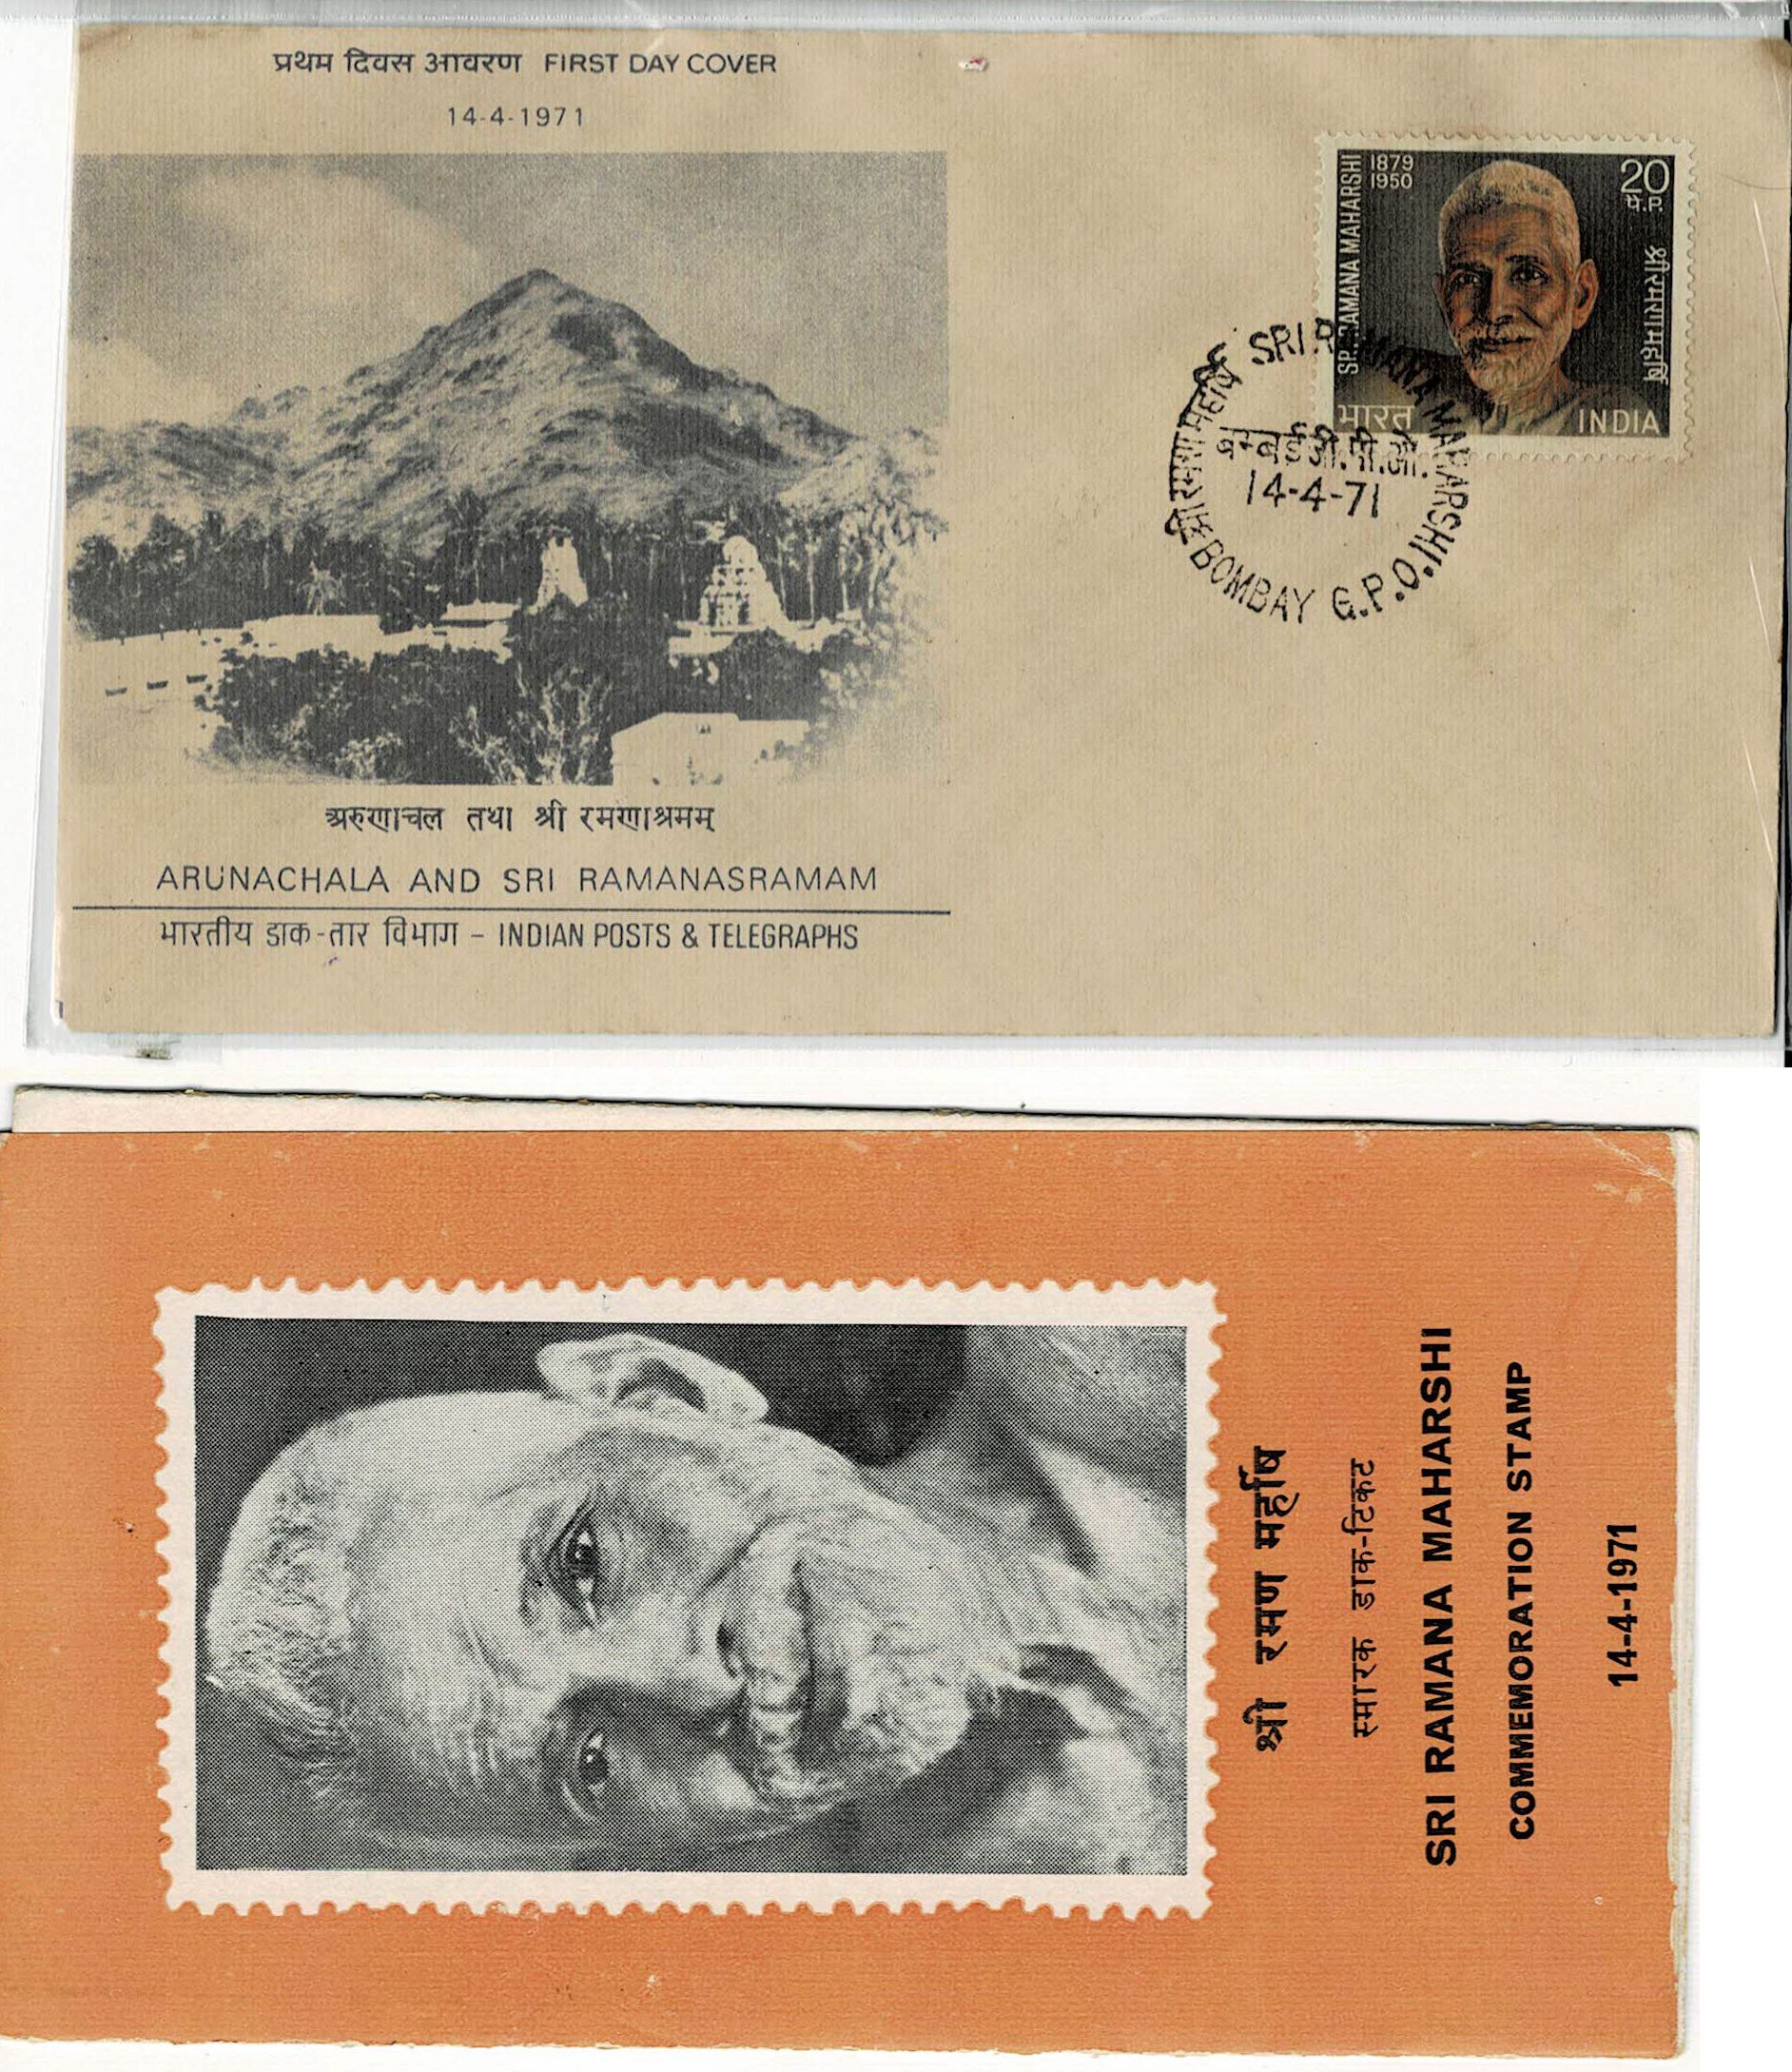 प्रथम दिवस आवरण FIRST DAY COVER
14-4-1971
SRI RAMANA MAHARSHI
1879
1950
20
पै.P.
श्री रमण महर्षि
भारत
INDIA
श्री रमण महर्षि SRI RAMANA MAHARSHI.
बम्बई जी.पी.ओ.
14-4-71
BOMBAY G.P.O.
अरुणाचल तथा श्री रमणाश्रमम्
ARUNACHALA AND SRI RAMANASRAMAM
भारतीय डाक-तार विभाग – INDIAN POSTS & TELEGRAPHS
श्री रमण महर्षि
स्मारक डाक-टिकट
SRI RAMANA MAHARSHI
COMMEMORATION STAMP
14-4-1971